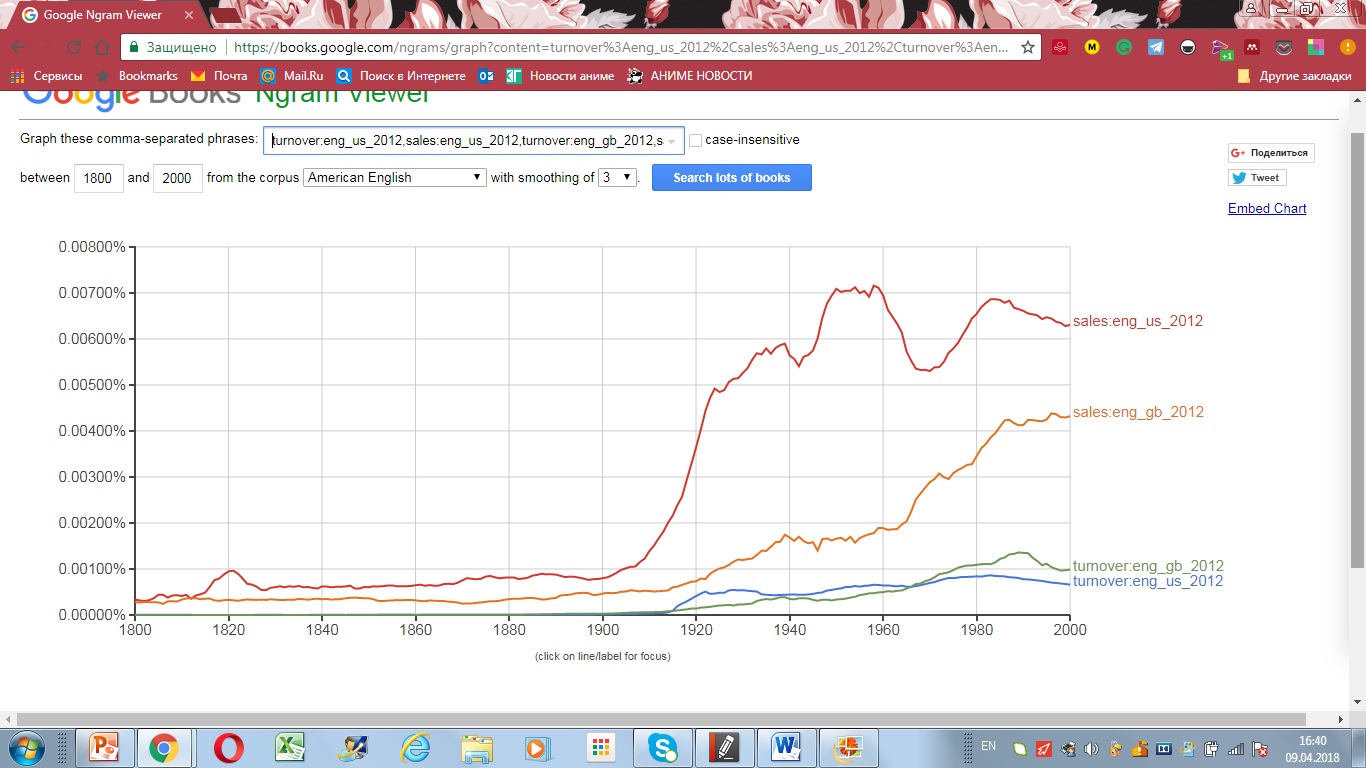 Google Ngram Viewer
Защищено https://books.google.com/ngrams/graph?content=turnover%3Aeng_us_2012%2Csales%3Aeng_us_2012%2Cturnover%3Aen...
Сервисы Bookmarks Почта Mail.Ru Поиск в Интернете Новости аниме АНИМЕ НОВОСТИ Другие закладки
Google Books Ngram Viewer
Graph these comma-separated phrases: turnover:eng_us_2012,sales:eng_us_2012,turnover:eng_gb_2012,s case-insensitive
between 1800 and 2000 from the corpus American English with smoothing of 3 . Search lots of books
Поделиться
Tweet
Embed Chart
0.00800%
0.00700%
0.00600%
0.00500%
0.00400%
0.00300%
0.00200%
0.00100%
0.00000%
sales:eng_us_2012
sales:eng_gb_2012
turnover:eng_gb_2012
turnover:eng_us_2012
1800 1820 1840 1860 1880 1900 1920 1940 1960 1980 2000
(click on line/label for focus)
EN 16:40
09.04.2018